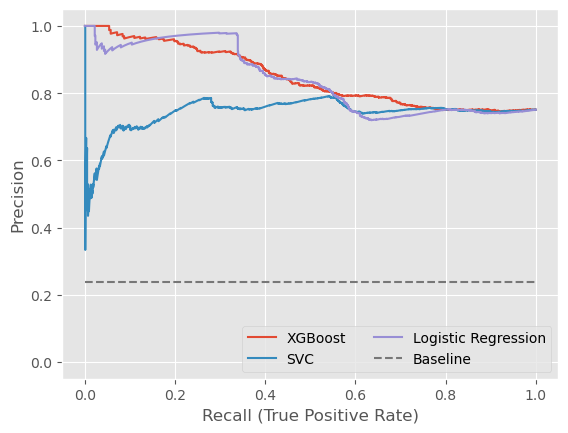 1.0
0.8
0.6
0.4
0.2
0.0
Precision
XGBoost
SVC
Logistic Regression
Baseline
0.0 0.2 0.4 0.6 0.8 1.0
Recall (True Positive Rate)